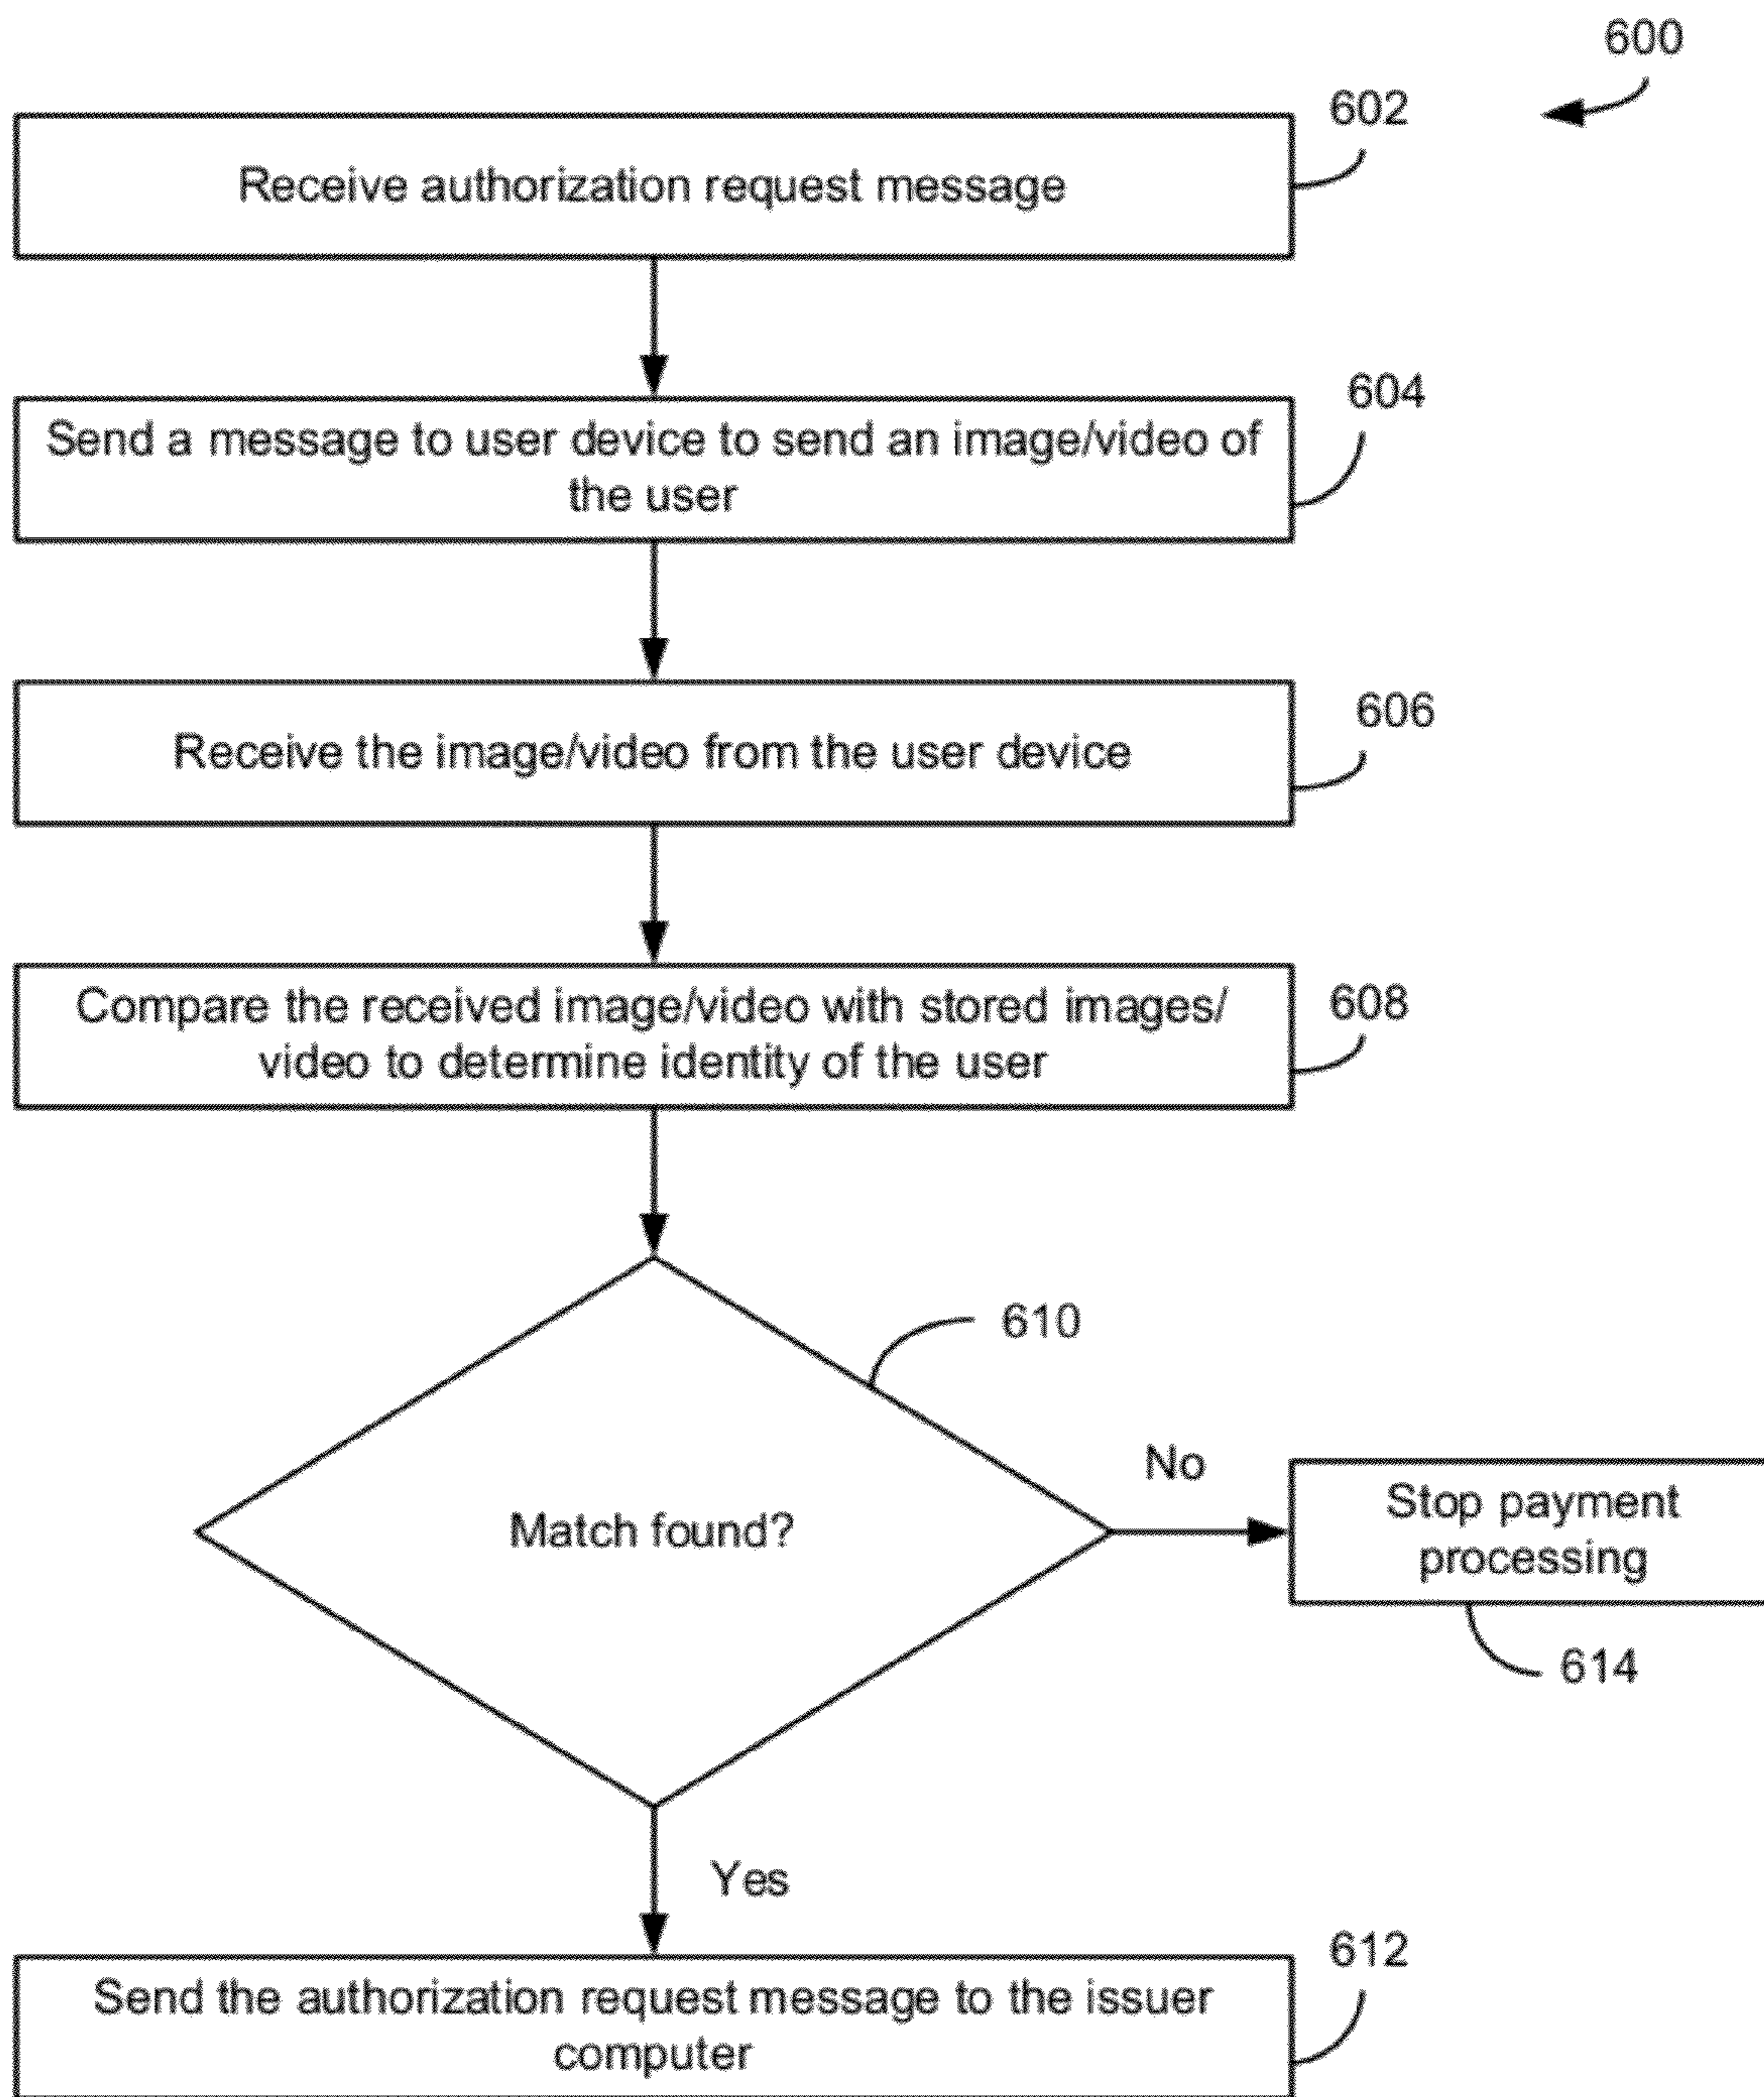 600
602
Receive authorization request message
604
Send a message to user device to send an image/video of
the user
606
Receive the image/video from the user device
608
Compare the received image/video with stored images/
video to determine identity of the user
610
Match found?
No
Stop payment
processing
614
Yes
612
Send the authorization request message to the issuer
computer